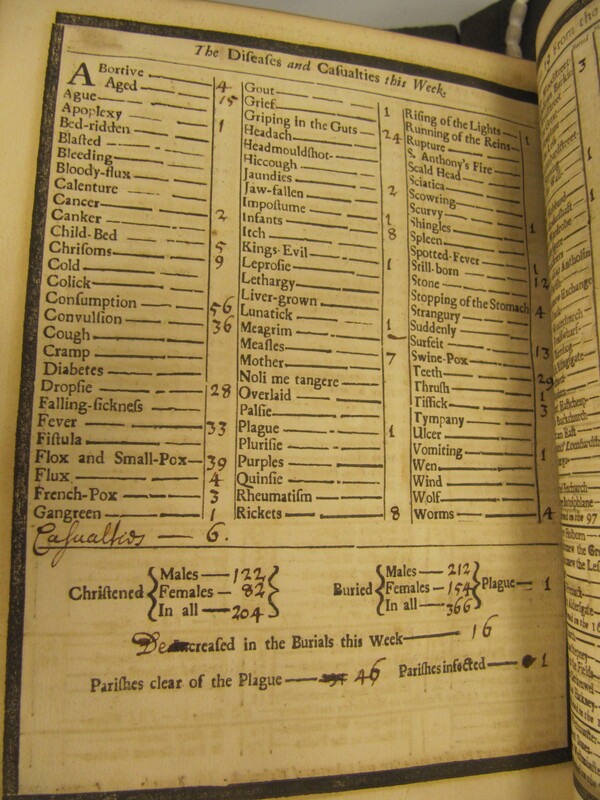 The Diseaſes and Caſualties this Week.
ABortive 4
Aged 15
Ague
Apoplexy 1
Bed-ridden
Blaſted
Bleeding
Bloody-flux
Calenture
Cancer 2
Canker
Child-Bed
Chriſoms 5
Cold 9
Colick
Conſumption 56
Convulſion 36
Cough
Cramp
Diabetes
Dropſie 28
Falling-ſickneſs
Fever 33
Fiſtula
Flox and Small-Pox 39
Flux 4
French-Pox 3
Gangreen 1
Casualties — 6.
Gout
Grief 1
Griping in the Guts 24
Headach
Headmouldſhot
Hiccough
Jaundies 2
Jaw-fallen
Impoſtume 1
Infants 8
Itch
Kings-Evil 1
Leproſie
Lethargy
Liver-grown
Lunatick 1
Meagrim
Meaſles 7
Mother
Noli me tangere
Overlaid
Palſie
Plague 1
Pluriſie
Purples
Quinſie
Rheumatiſm
Rickets 8
Riſing of the Lights 1
Running of the Reins
Rupture
S. Anthony's Fire
Scald Head
Sciatica 1
Scowring
Scurvy 1
Shingles
Spleen
Spotted-Fever 1
Still-born 12
Stone
Stopping of the Stomach 4
Strangury
Suddenly
Surfeit 13
Swine-Pox
Teeth 29
Thruſh 1
Tiſſick 3
Tympany
Ulcer
Vomiting 1
Wen
Wind
Wolf
Worms 4
Chriſtened
Males — 122
Females — 82
In all — 204
Buried
Males — 212
Females — 154
In all — 366
Plague — 1
Decreaſed in the Burials this Week — 16
Pariſhes clear of the Plague — 46 Pariſhes infected — 1